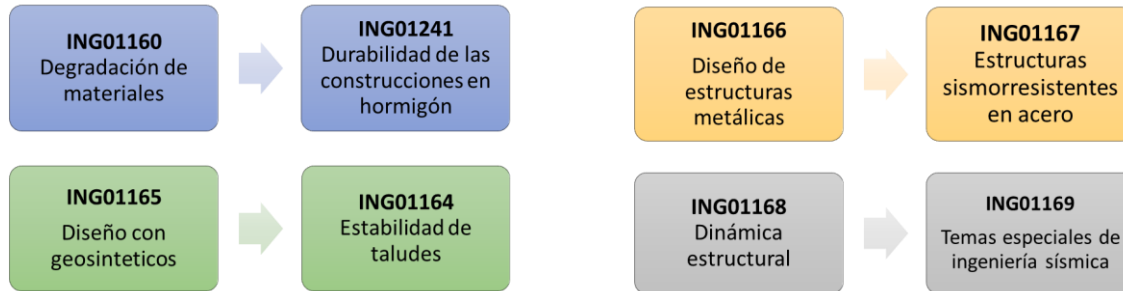 ING01160
Degradación de
materiales
ING01241
Durabilidad de las
construcciones en
hormigón
ING01166
Diseño de
estructuras
metálicas
ING01167
Estructuras
sismorresistentes
en acero
ING01165
Diseño con
geosinteticos
ING01164
Estabilidad de
taludes
ING01168
Dinámica
estructural
ING01169
Temas especiales de
ingeniería sísmica